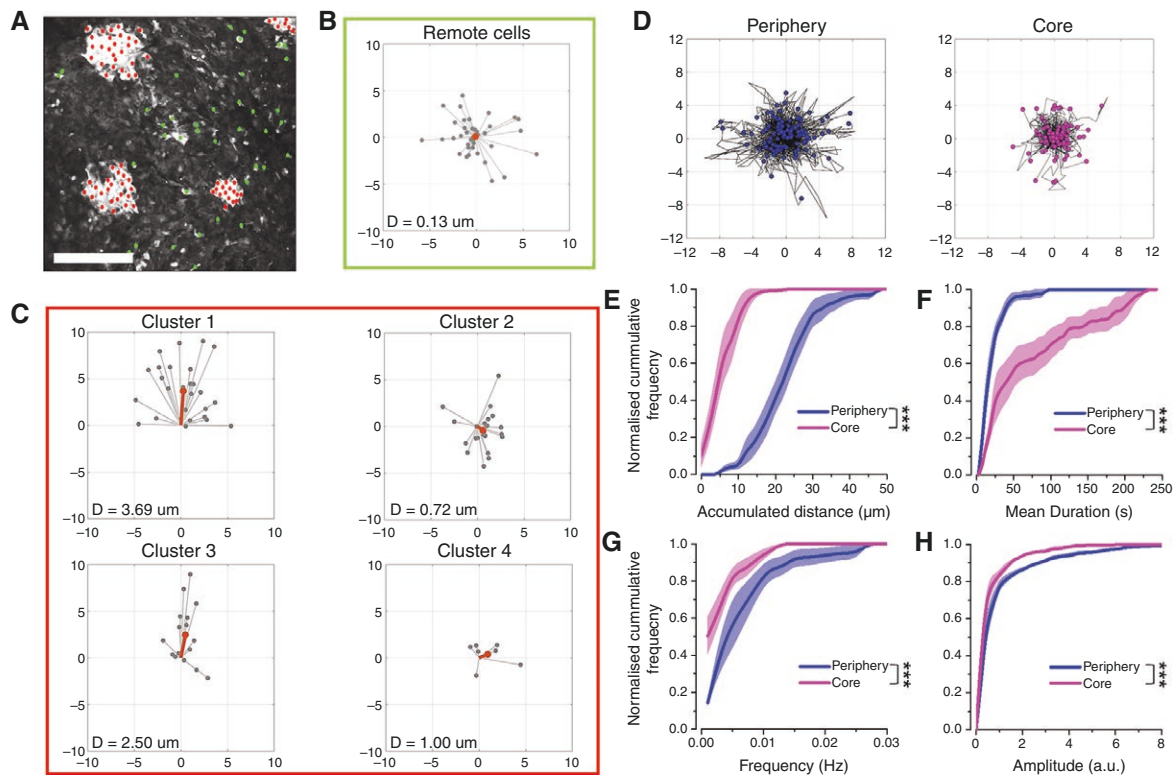 A
B
Remote cells
10
5
0
−5
−10
D = 0.13 um
−10 −5 0 5 10
D
Periphery
12
8
4
0
−4
−8
−12
−12 −8 −4 0 4 8 12
Core
12
8
4
0
−4
−8
−12
−12 −8 −4 0 4 8 12
C
Cluster 1
10
5
0
−5
−10
D = 3.69 um
−10 −5 0 5 10
Cluster 2
10
5
0
−5
−10
D = 0.72 um
−10 −5 0 5 10
Cluster 3
10
5
0
−5
−10
D = 2.50 um
−10 −5 0 5 10
Cluster 4
10
5
0
−5
−10
D = 1.00 um
−10 −5 0 5 10
E
Normalised cummulative
frequecny
1.0
0.8
0.6
0.4
0.2
0.0
Periphery
Core
***
0 10 20 30 40 50
Accumulated distance (µm)
F
1.0
0.8
0.6
0.4
0.2
0.0
Periphery
Core
***
0 50 100 150 200 250
Mean Duration (s)
G
Normalised cummulative
frequecny
1.0
0.8
0.6
0.4
0.2
0.0
Periphery
Core
***
0.00 0.01 0.02 0.03
Frequency (Hz)
H
1.0
0.8
0.6
0.4
0.2
0.0
Periphery
Core
***
0 2 4 6 8
Amplitude (a.u.)